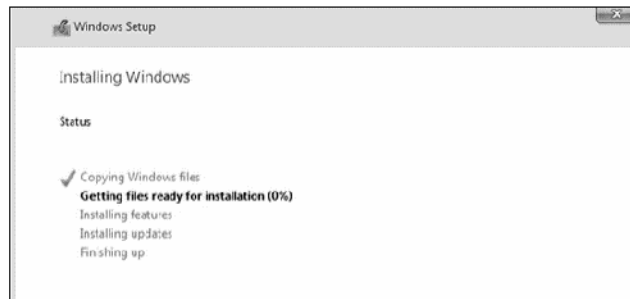 Windows Setup
Installing Windows
Status
Copying Windows files
Getting files ready for installation (0%)
Installing features
Installing updates
Finishing up